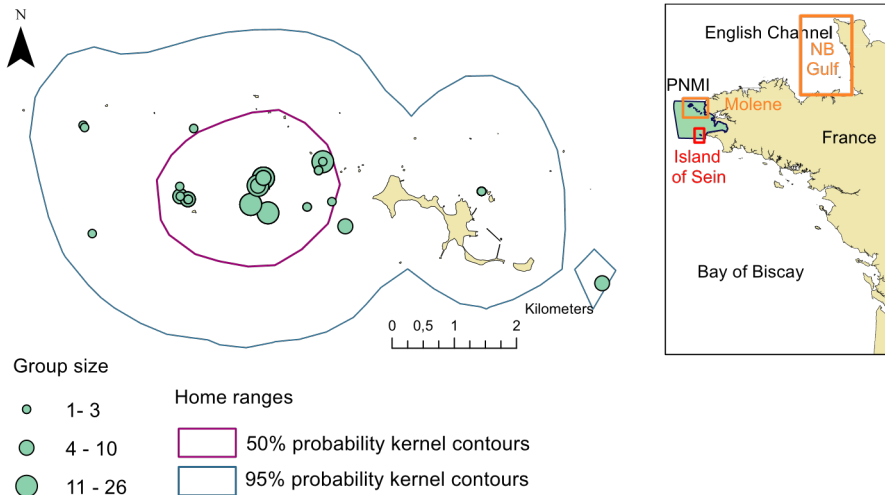 N
Kilometers
0 0,5 1 2
Group size
1- 3
4 - 10
11 - 26
Home ranges
50% probability kernel contours
95% probability kernel contours
English Channel
NB
Gulf
PNMI
Molene
France
Island
of Sein
Bay of Biscay